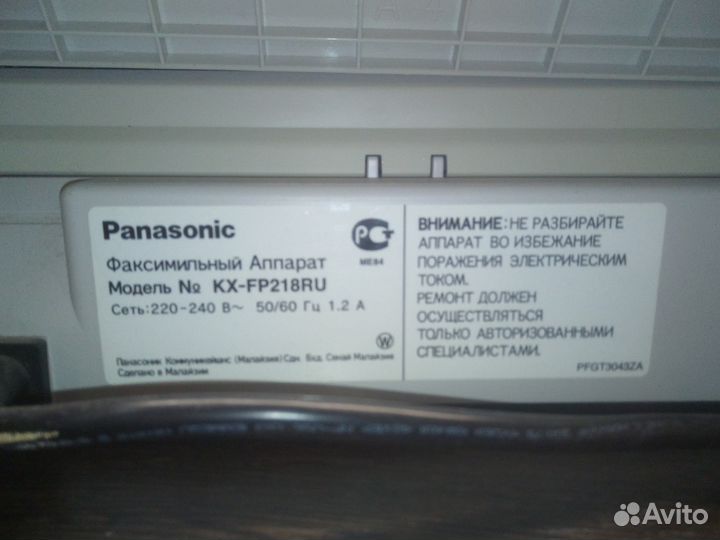 Panasonic
Факсимильный Аппарат
Модель № KX-FP218RU
Сеть:220-240 В~ 50/60 Гц 1.2 А
РСТ
ME84
W
Панасоник Коммуникейшнс (Малайзия) Сдн. Бхд. Сенай Малайзия
Сделано в Малайзии
ВНИМАНИЕ: НЕ РАЗБИРАЙТЕ
АППАРАТ ВО ИЗБЕЖАНИЕ
ПОРАЖЕНИЯ ЭЛЕКТРИЧЕСКИМ
ТОКОМ.
РЕМОНТ ДОЛЖЕН
ОСУЩЕСТВЛЯТЬСЯ
ТОЛЬКО АВТОРИЗОВАННЫМИ
СПЕЦИАЛИСТАМИ.
PFGT3043ZA
Avito